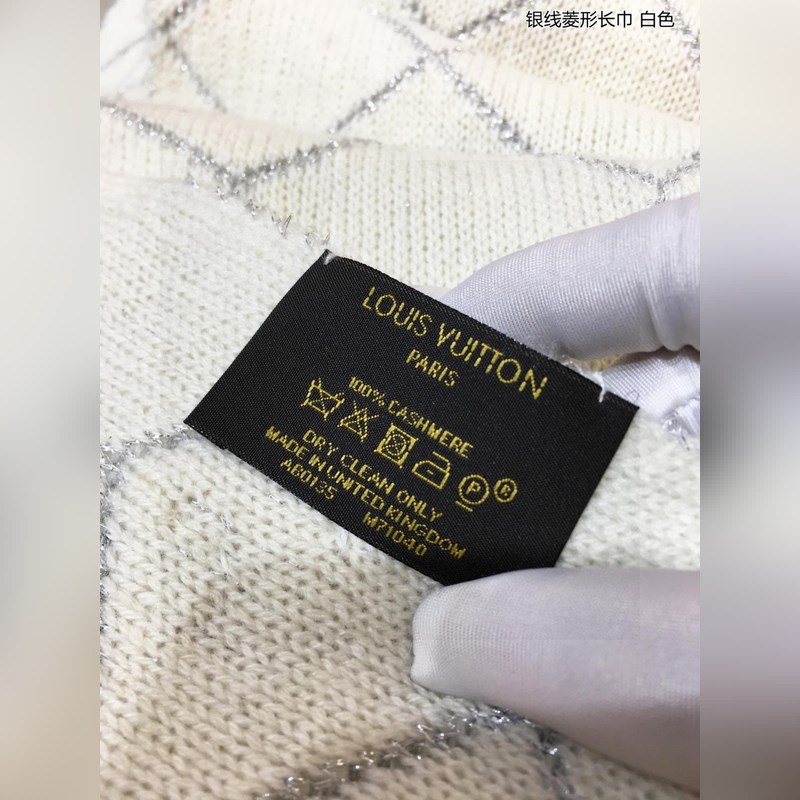 银线菱形长巾 白色
LOUIS VUITTON
PARIS
100% CASHMERE
P ®
DRY CLEAN ONLY
MADE IN UNITED KINGDOM
AB0135 M71040